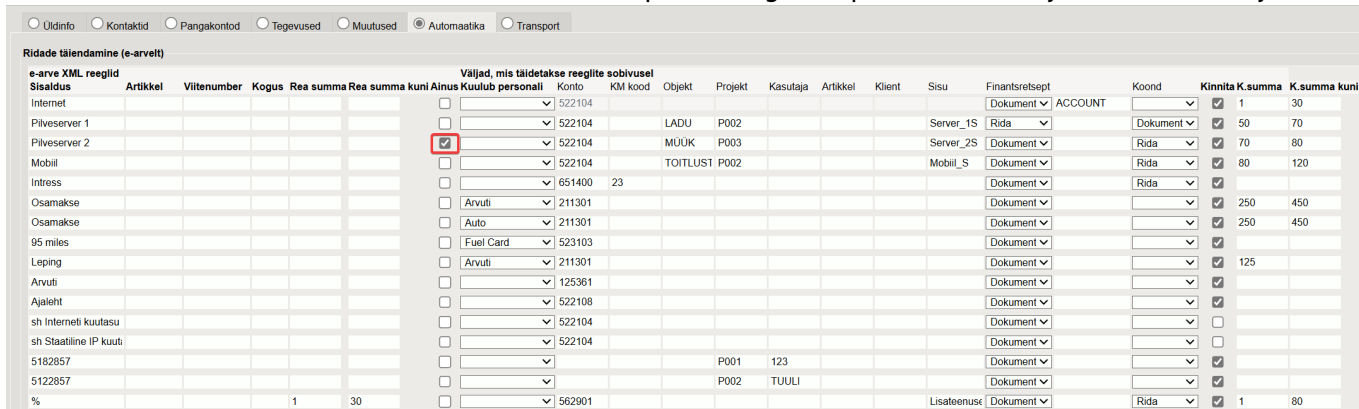 Üldinfo Kontaktid Pangakontod Tegevused Muutused Automaatika Transport
Ridade täiendamine (e-arvelt)
e-arve XML reeglid Väljad, mis täidetakse reeglite sobivusel
Sisaldus Artikkel Viitenumber Kogus Rea summa Rea summa kuni Ainus Kuulub personali Konto KM kood Objekt Projekt Kasutaja Artikkel Klient Sisu Finantsretsept Koond Kinnita K.summa K.summa kuni
Internet 522104 Dokument ACCOUNT 1 30
Pilveserver 1 522104 LADU P002 Server_1S Rida Dokument 50 70
Pilveserver 2 522104 MÜÜK P003 Server_2S Dokument Rida 70 80
Mobiil 522104 TOITLUST P002 Mobiil_S Dokument Rida 80 120
Intress 651400 23 Dokument Rida
Osamakse Arvuti 211301 Dokument 250 450
Osamakse Auto 211301 Dokument 250 450
95 miles Fuel Card 523103 Dokument
Leping Arvuti 211301 Dokument 125
Arvuti 125361 Dokument
Ajaleht 522108 Dokument
sh Interneti kuutasu 522104 Dokument
sh Staatiline IP kuuta 522104 Dokument
5182857 P001 123 Dokument
5122857 P002 TUULI Dokument
% 1 30 562901 Lisateenuse Dokument Rida 1 80